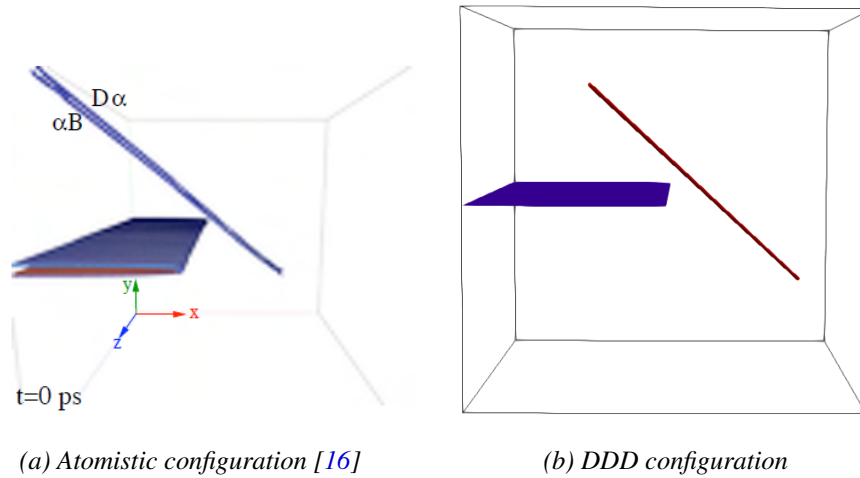 Dα
αB
y
x
z
t=0 ps
(a) Atomistic configuration [16]
(b) DDD configuration